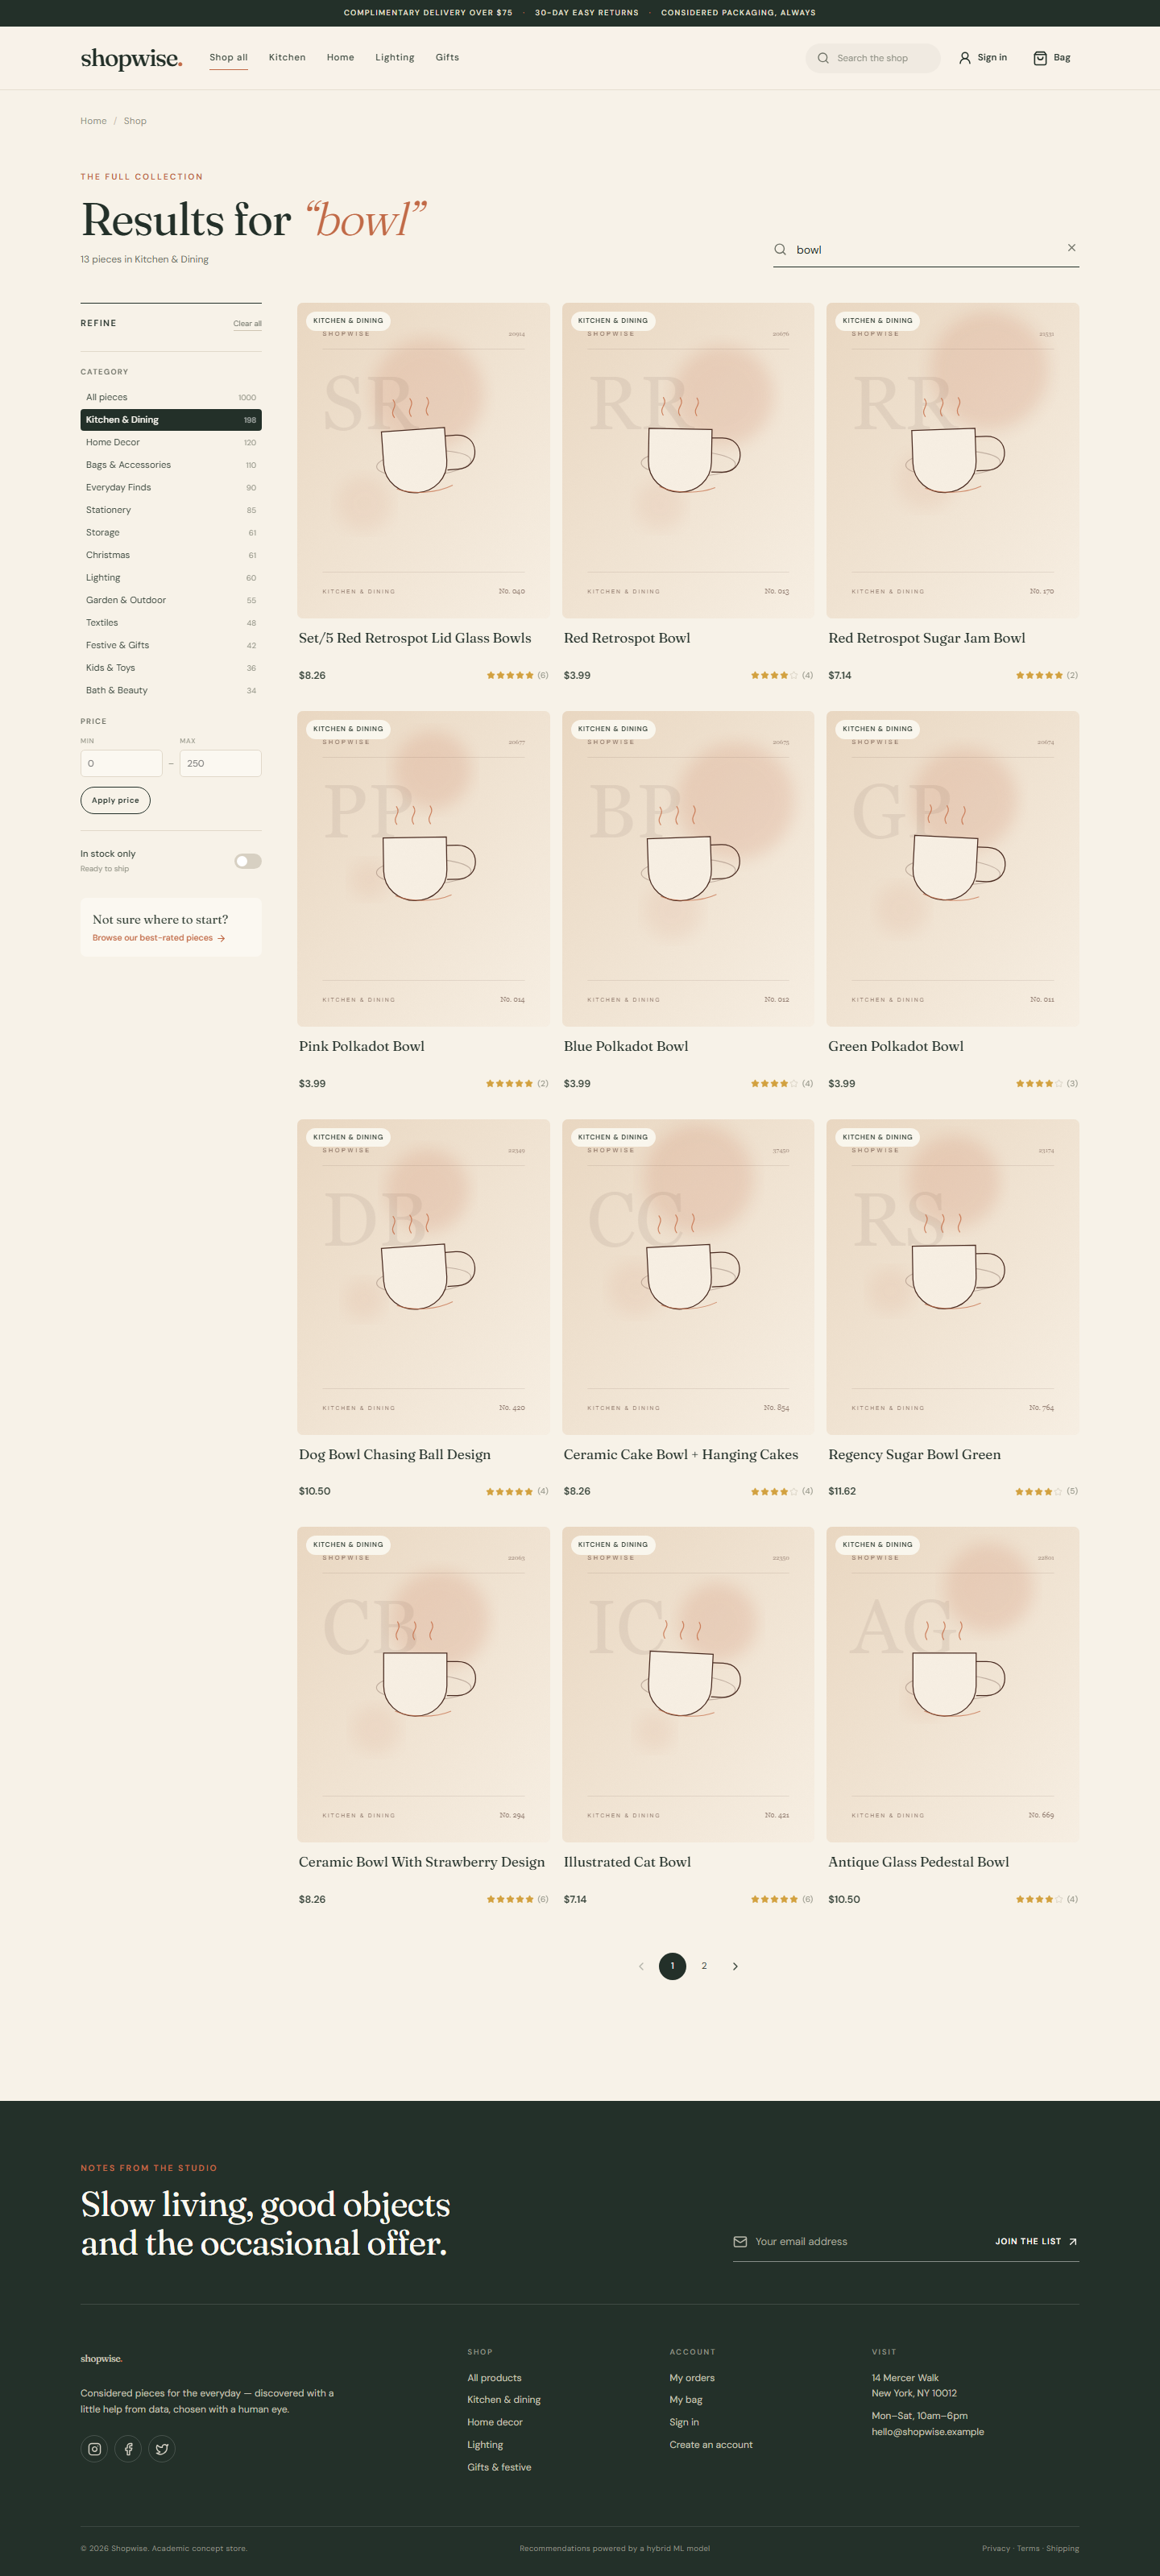 COMPLIMENTARY DELIVERY OVER $75 · 30-DAY EASY RETURNS · CONSIDERED PACKAGING, ALWAYS
shopwise. Shop all Kitchen Home Lighting Gifts Search the shop Sign in Bag
Home / Shop
THE FULL COLLECTION
Results for “bowl”
13 pieces in Kitchen & Dining
bowl
REFINE Clear all
CATEGORY
All pieces 1000
Kitchen & Dining 198
Home Decor 120
Bags & Accessories 110
Everyday Finds 90
Stationery 85
Storage 61
Christmas 61
Lighting 60
Garden & Outdoor 55
Textiles 48
Festive & Gifts 42
Kids & Toys 36
Bath & Beauty 34
PRICE
MIN MAX
0 – 250
Apply price
In stock only
Ready to ship
Not sure where to start?
Browse our best-rated pieces
KITCHEN & DINING KITCHEN & DINING KITCHEN & DINING
SHOPWISE SHOPWISE SHOPWISE
SR RR RR
KITCHEN & DINING No. 040 KITCHEN & DINING No. 013 KITCHEN & DINING No. 170
Set/5 Red Retrospot Lid Glass Bowls Red Retrospot Bowl Red Retrospot Sugar Jam Bowl
$8.26 (6) $3.99 (4) $7.14 (2)
KITCHEN & DINING KITCHEN & DINING KITCHEN & DINING
SHOPWISE 20677 SHOPWISE 20675 SHOPWISE 20674
PP BP GP
KITCHEN & DINING No. 014 KITCHEN & DINING No. 012 KITCHEN & DINING No. 011
Pink Polkadot Bowl Blue Polkadot Bowl Green Polkadot Bowl
$3.99 (2) $3.99 (4) $3.99 (3)
KITCHEN & DINING KITCHEN & DINING KITCHEN & DINING
SHOPWISE SHOPWISE SHOPWISE
DB CC RS
KITCHEN & DINING No. 420 KITCHEN & DINING No. 854 KITCHEN & DINING No. 764
Dog Bowl Chasing Ball Design Ceramic Cake Bowl + Hanging Cakes Regency Sugar Bowl Green
$10.50 (4) $8.26 (4) $11.62 (5)
KITCHEN & DINING KITCHEN & DINING KITCHEN & DINING
SHOPWISE SHOPWISE SHOPWISE
CB IC AG
KITCHEN & DINING No. 294 KITCHEN & DINING No. 421 KITCHEN & DINING No. 669
Ceramic Bowl With Strawberry Design Illustrated Cat Bowl Antique Glass Pedestal Bowl
$8.26 (6) $7.14 (6) $10.50 (4)
1 2
NOTES FROM THE STUDIO
Slow living, good objects
and the occasional offer.
Your email address JOIN THE LIST
shopwise.
Considered pieces for the everyday — discovered with a
little help from data, chosen with a human eye.
SHOP
All products
Kitchen & dining
Home decor
Lighting
Gifts & festive
ACCOUNT
My orders
My bag
Sign in
Create an account
VISIT
14 Mercer Walk
New York, NY 10012
Mon–Sat, 10am–6pm
hello@shopwise.example
© 2026 Shopwise. Academic concept store. Recommendations powered by a hybrid ML model Privacy · Terms · Shipping